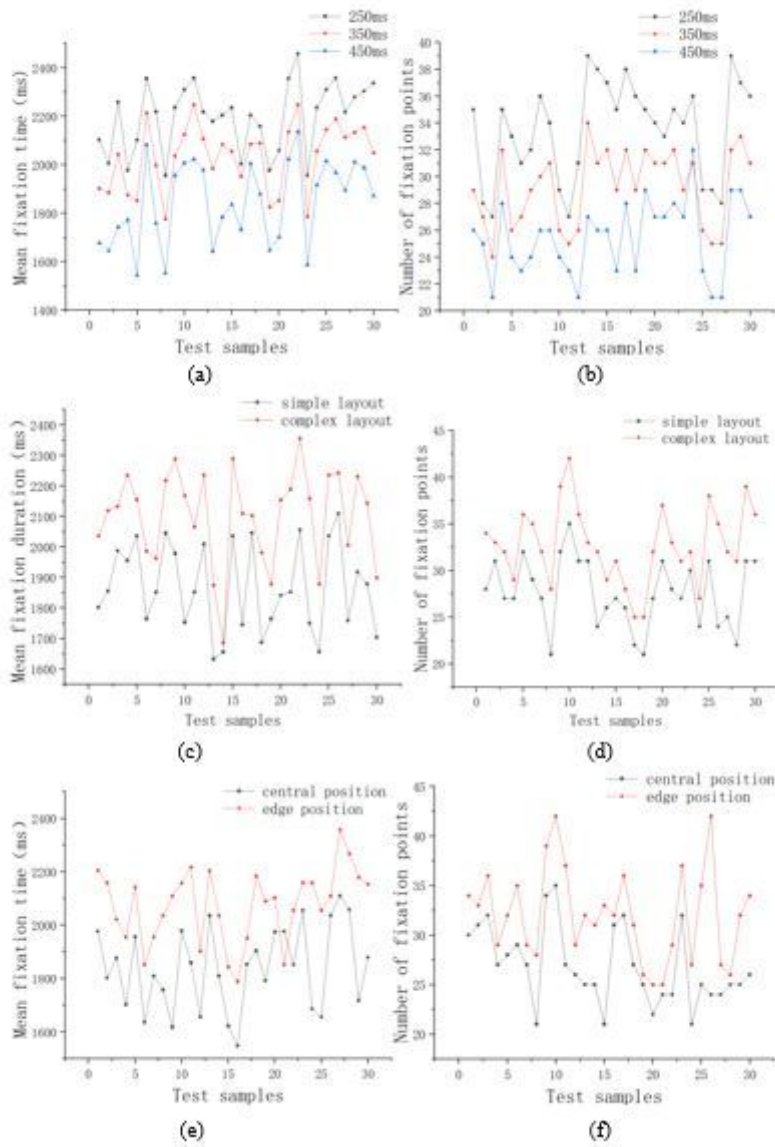 250ms
350ms
450ms
Mean fixation time (ms)
2400
2200
2000
1800
1600
1400
0 5 10 15 20 25 30
Test samples
(a)
250ms
350ms
450ms
Number of fixation points
40
38
36
34
32
30
28
26
24
22
20
0 5 10 15 20 25 30
Test samples
(b)
simple layout
complex layout
Mean fixation duration (ms)
2400
2300
2200
2100
2000
1900
1800
1700
1600
0 5 10 15 20 25 30
Test samples
(c)
simple layout
complex layout
Number of fixation points
45
40
35
30
25
20
0 5 10 15 20 25 30
Test samples
(d)
central position
edge position
Mean fixation time (ms)
2400
2200
2000
1800
1600
0 5 10 15 20 25 30
Test samples
(e)
central position
edge position
Number of fixation points
45
40
35
30
25
20
0 5 10 15 20 25 30
Test samples
(f)